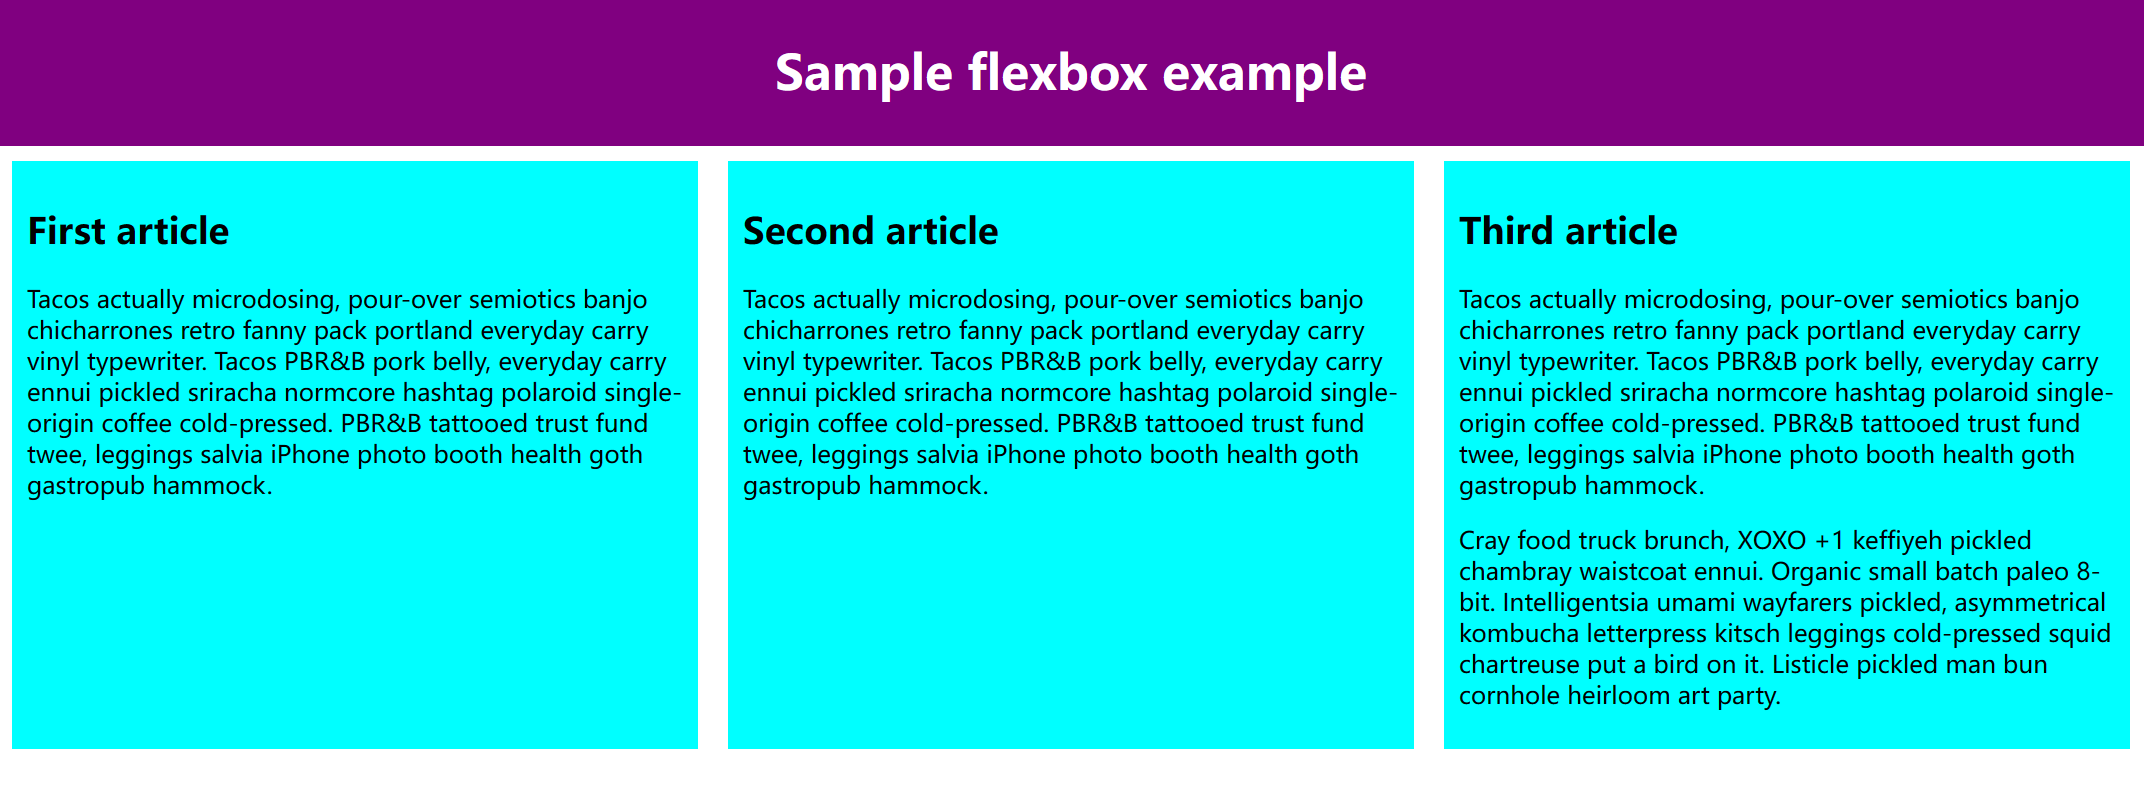 Sample flexbox example
First article
Tacos actually microdosing, pour-over semiotics banjo
chicharrones retro fanny pack portland everyday carry
vinyl typewriter. Tacos PBR&B pork belly, everyday carry
ennui pickled sriracha normcore hashtag polaroid single-
origin coffee cold-pressed. PBR&B tattooed trust fund
twee, leggings salvia iPhone photo booth health goth
gastropub hammock.
Second article
Tacos actually microdosing, pour-over semiotics banjo
chicharrones retro fanny pack portland everyday carry
vinyl typewriter. Tacos PBR&B pork belly, everyday carry
ennui pickled sriracha normcore hashtag polaroid single-
origin coffee cold-pressed. PBR&B tattooed trust fund
twee, leggings salvia iPhone photo booth health goth
gastropub hammock.
Third article
Tacos actually microdosing, pour-over semiotics banjo
chicharrones retro fanny pack portland everyday carry
vinyl typewriter. Tacos PBR&B pork belly, everyday carry
ennui pickled sriracha normcore hashtag polaroid single-
origin coffee cold-pressed. PBR&B tattooed trust fund
twee, leggings salvia iPhone photo booth health goth
gastropub hammock.
Cray food truck brunch, XOXO +1 keffiyeh pickled
chambray waistcoat ennui. Organic small batch paleo 8-
bit. Intelligentsia umami wayfarers pickled, asymmetrical
kombucha letterpress kitsch leggings cold-pressed squid
chartreuse put a bird on it. Listicle pickled man bun
cornhole heirloom art party.